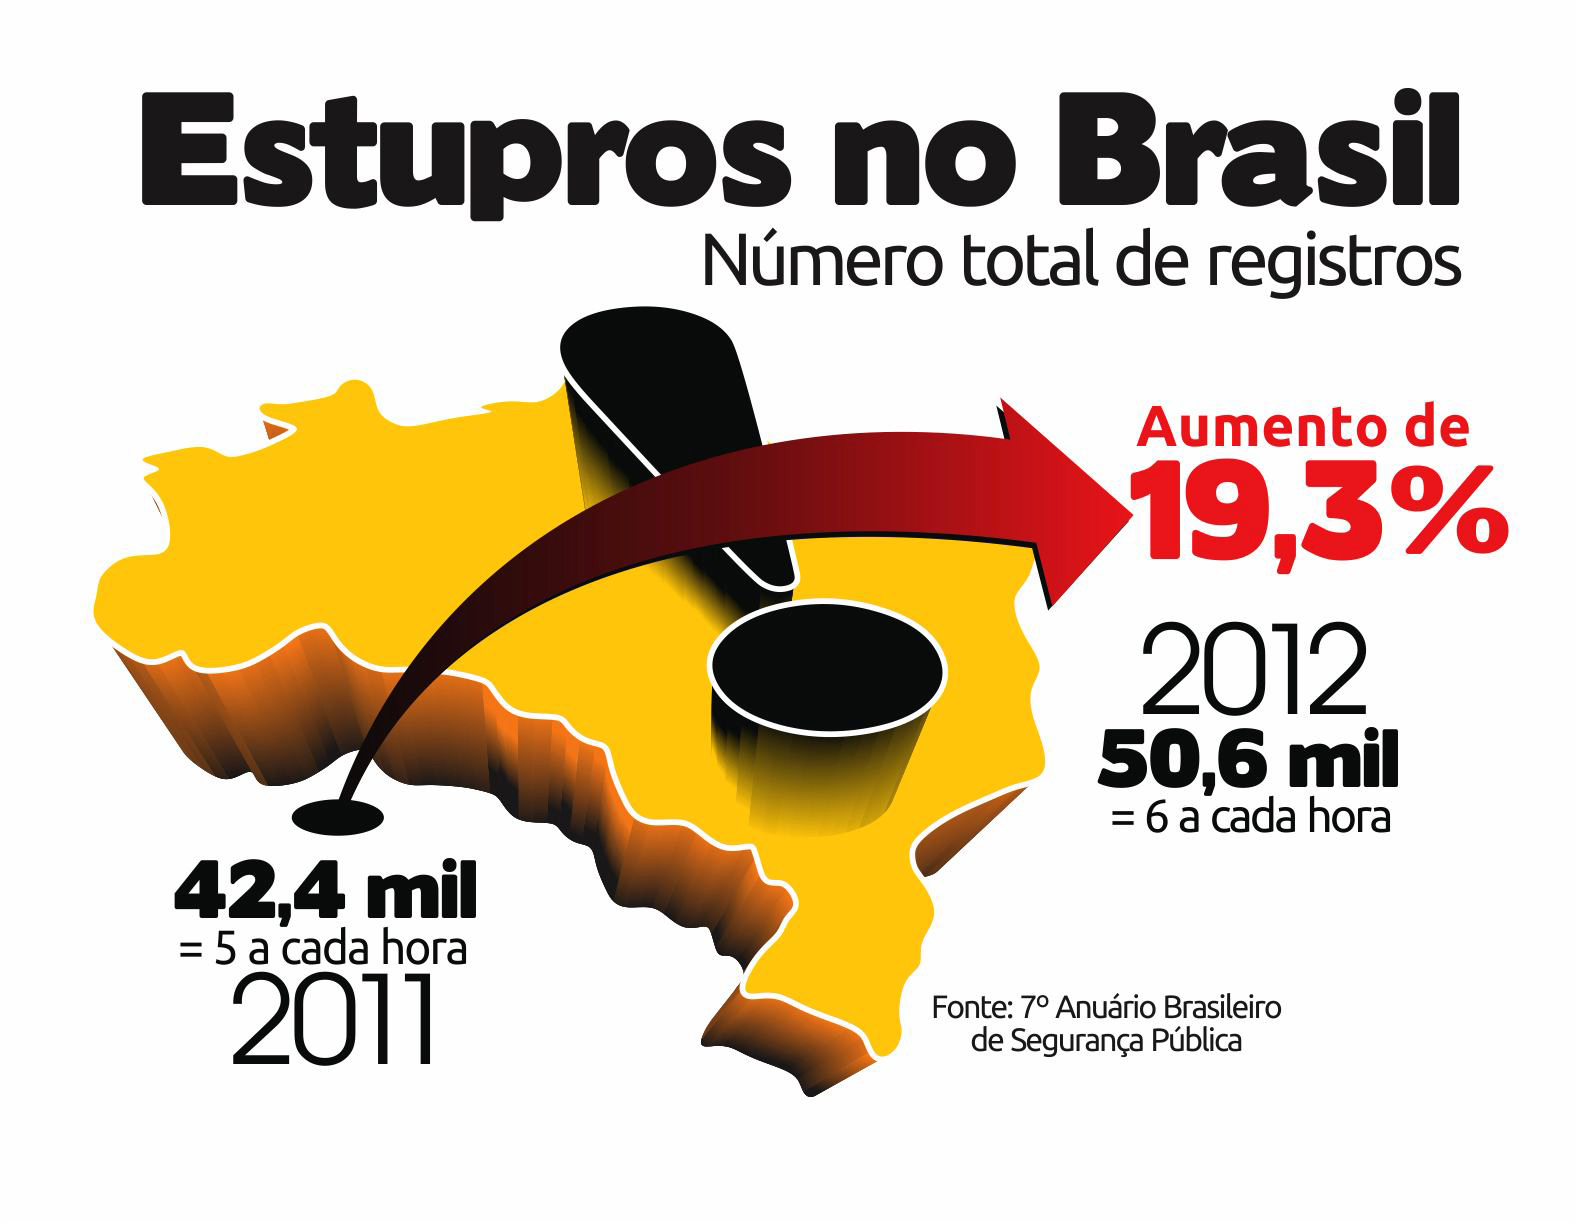 Estupros no Brasil
Número total de registros
Aumento de
19,3%
2012
50,6 mil
= 6 a cada hora
42,4 mil
= 5 a cada hora
2011
Fonte: 7º Anuário Brasileiro
de Segurança Pública